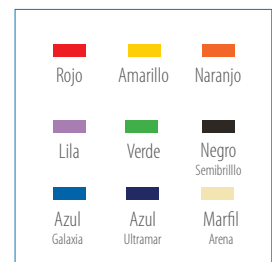 Rojo Amarillo Naranjo
Lila Verde Negro
Semibrilllo
Azul Azul Marfil
Galaxia Ultramar Arena